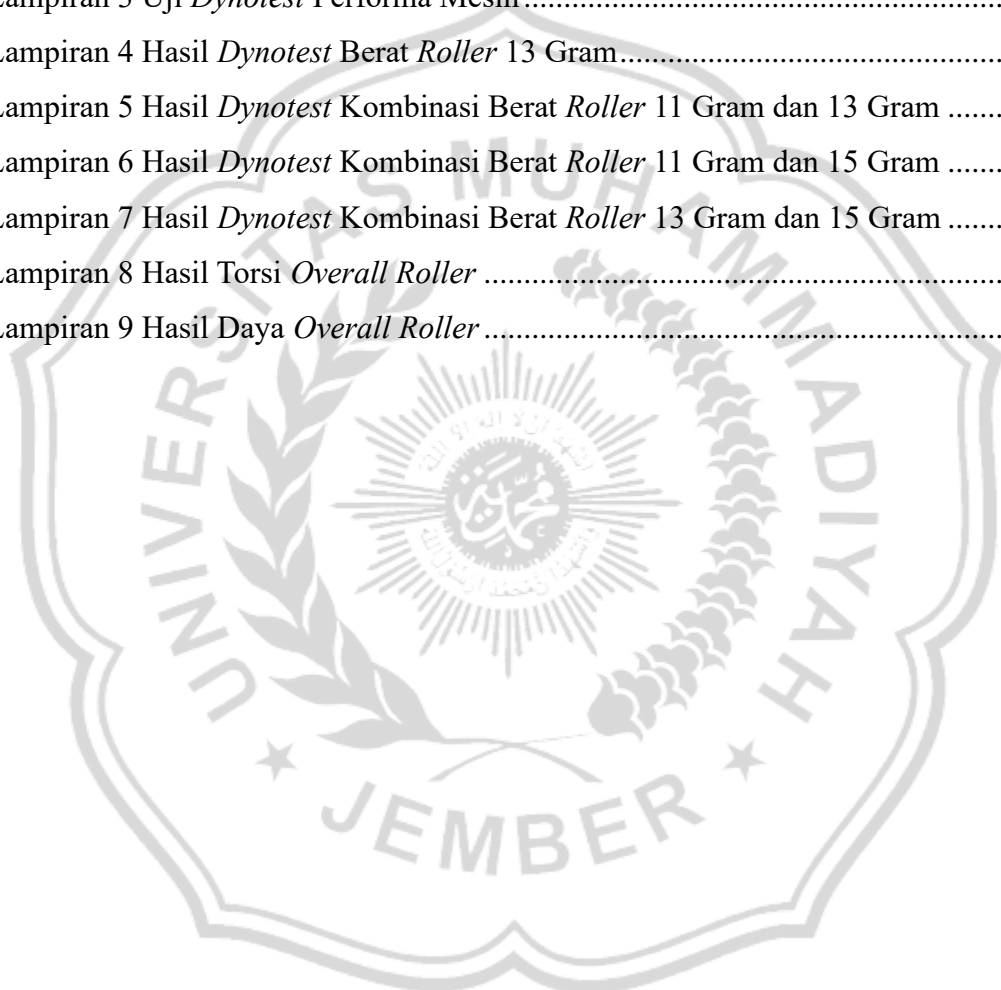 Lampiran 3 Uji Dynotest Performa Mesin
Lampiran 4 Hasil Dynotest Berat Roller 13 Gram
Lampiran 5 Hasil Dynotest Kombinasi Berat Roller 11 Gram dan 13 Gram
Lampiran 6 Hasil Dynotest Kombinasi Berat Roller 11 Gram dan 15 Gram
Lampiran 7 Hasil Dynotest Kombinasi Berat Roller 13 Gram dan 15 Gram
Lampiran 8 Hasil Torsi Overall Roller
Lampiran 9 Hasil Daya Overall Roller
UNIVERSITAS MUHAMMADIYAH
JEMBER